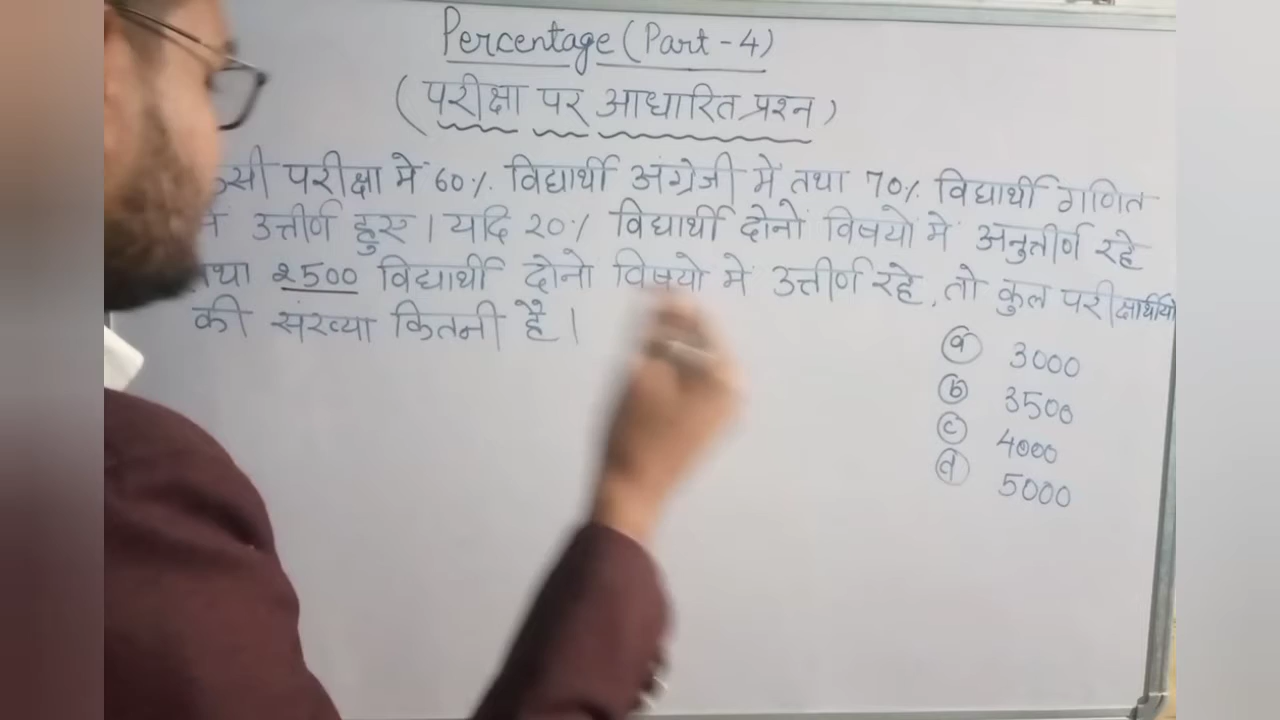 Percentage (Part - 4)
(परीक्षा पर आधारित प्रश्न)
परीक्षा में 60% विद्यार्थी अंग्रेजी में तथा 70% विद्यार्थी गणित
उत्तीर्ण हुए । यदि 20% विद्यार्थी दोनों विषयो में अनुतीर्ण रहे
2500 विद्यार्थी दोनो विषयो में उत्तीर्ण रहे, तो कुल परीक्षार्थियो
की संख्या कितनी है ।
(a) 3000
(b) 3500
(c) 4000
(d) 5000